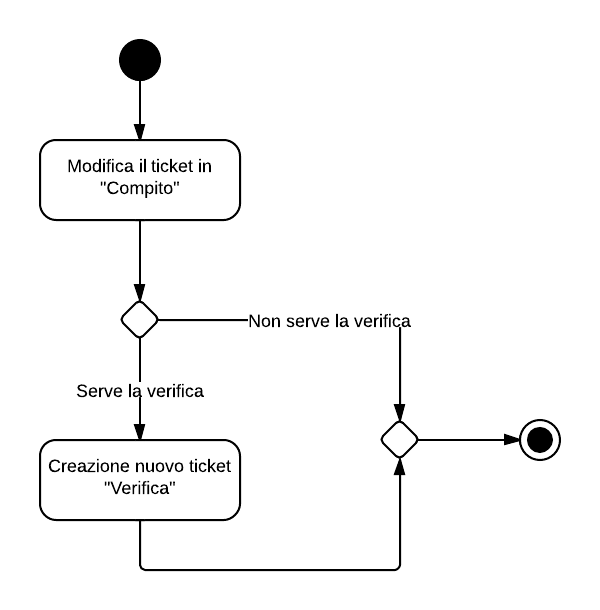 Modifica il ticket in
"Compito"
Non serve la verifica
Serve la verifica
Creazione nuovo ticket
"Verifica"